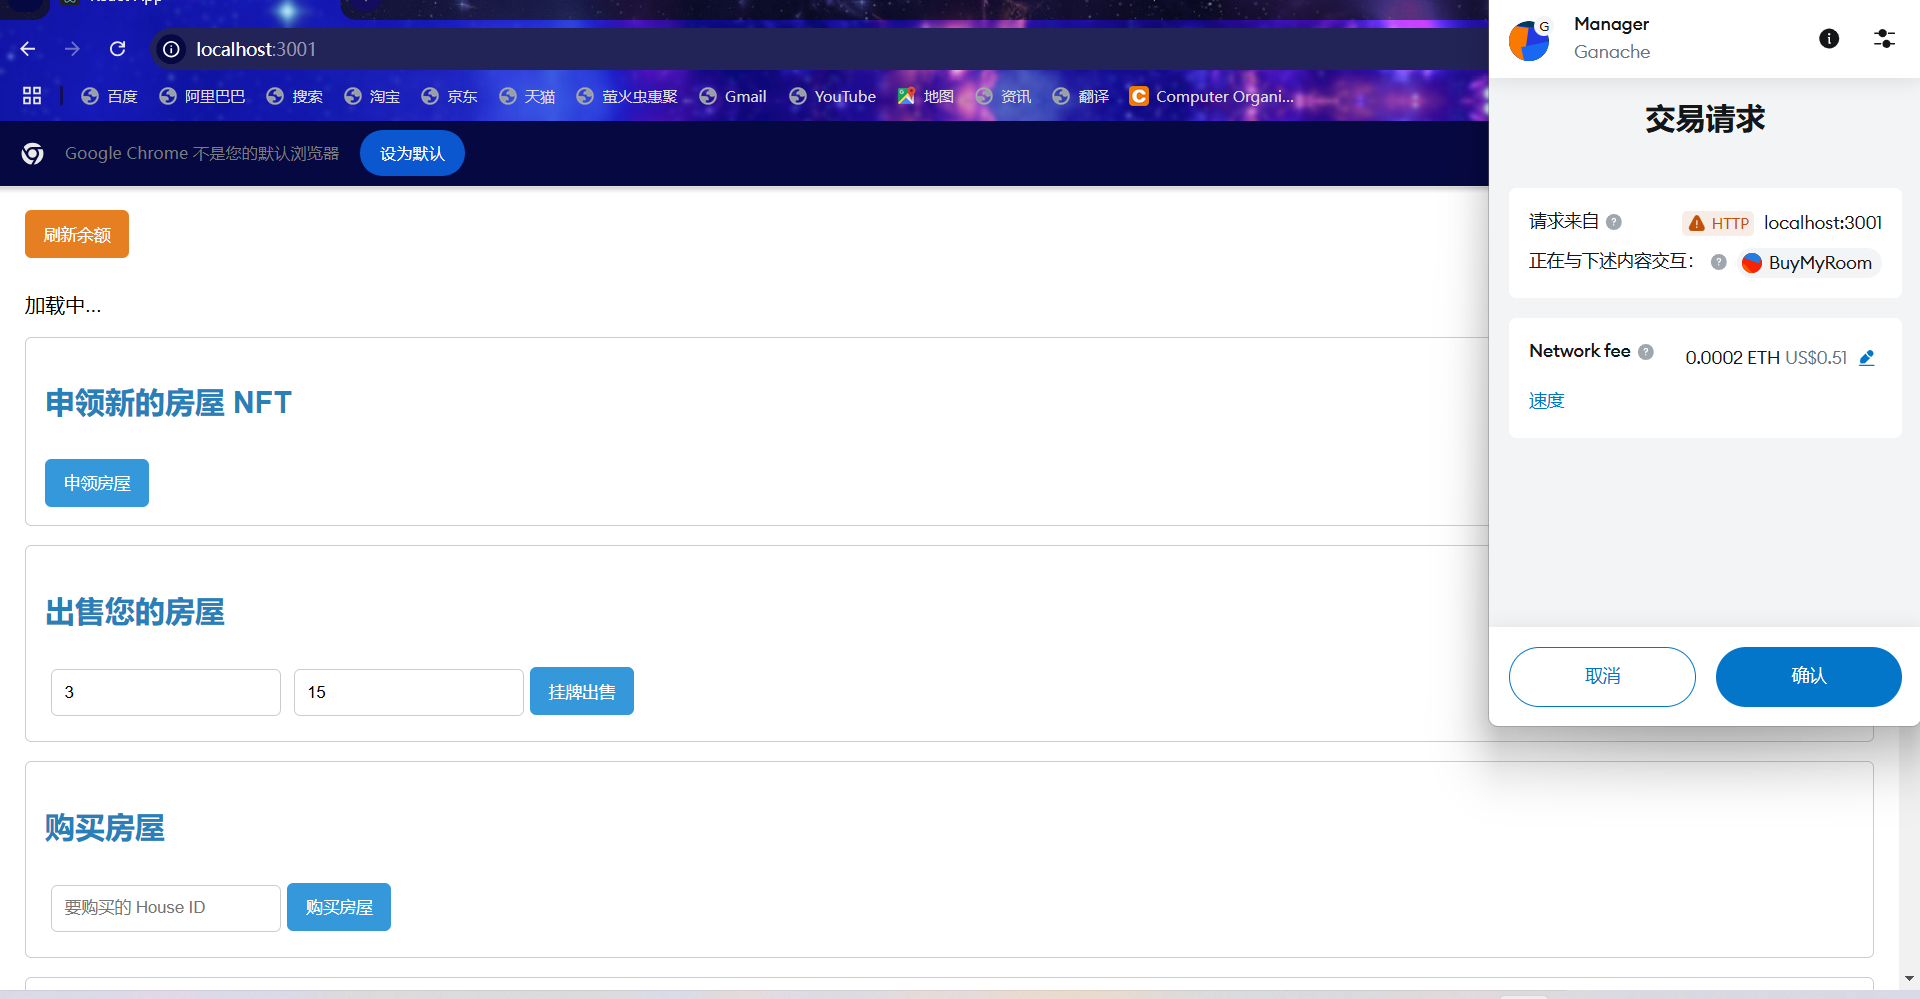 localhost:3001
百度 阿里巴巴 搜索 淘宝 京东 天猫 萤火虫惠聚 Gmail YouTube 地图 资讯 翻译 Computer Organi...
Google Chrome 不是您的默认浏览器 设为默认
刷新余额
加载中...
申领新的房屋 NFT
申领房屋
出售您的房屋
3 15 挂牌出售
购买房屋
要购买的 House ID 购买房屋
G
Manager
Ganache
交易请求
请求来自 HTTP localhost:3001
正在与下述内容交互： BuyMyRoom
Network fee 0.0002 ETH US$0.51
速度
取消 确认